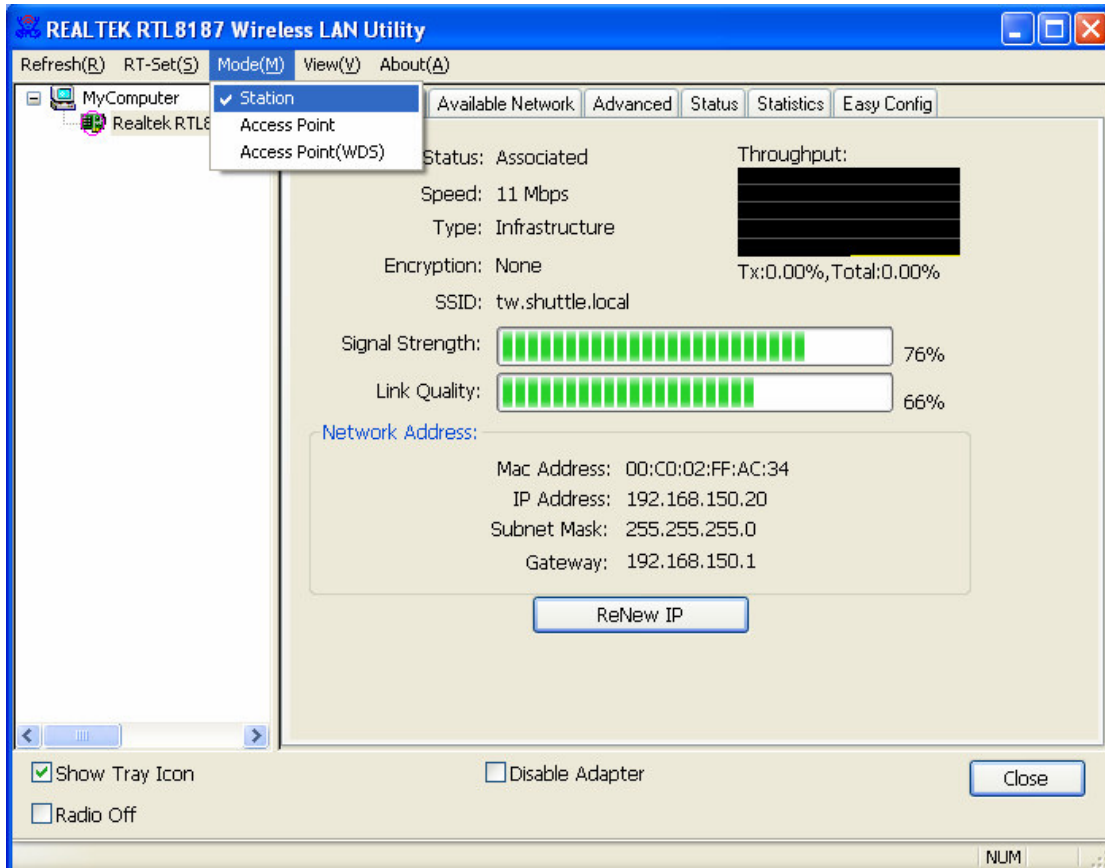 REALTEK RTL8187 Wireless LAN Utility
Refresh(R) RT-Set(S) Mode(M) View(V) About(A)
MyComputer
Realtek RTL8
Station
Access Point
Access Point(WDS)
Available Network Advanced Status Statistics Easy Config
Status: Associated
Speed: 11 Mbps
Type: Infrastructure
Encryption: None
SSID: tw.shuttle.local
Throughput:
Tx:0.00%,Total:0.00%
Signal Strength: 76%
Link Quality: 66%
Network Address:
Mac Address: 00:C0:02:FF:AC:34
IP Address: 192.168.150.20
Subnet Mask: 255.255.255.0
Gateway: 192.168.150.1
ReNew IP
Show Tray Icon
Disable Adapter
Close
Radio Off
NUM